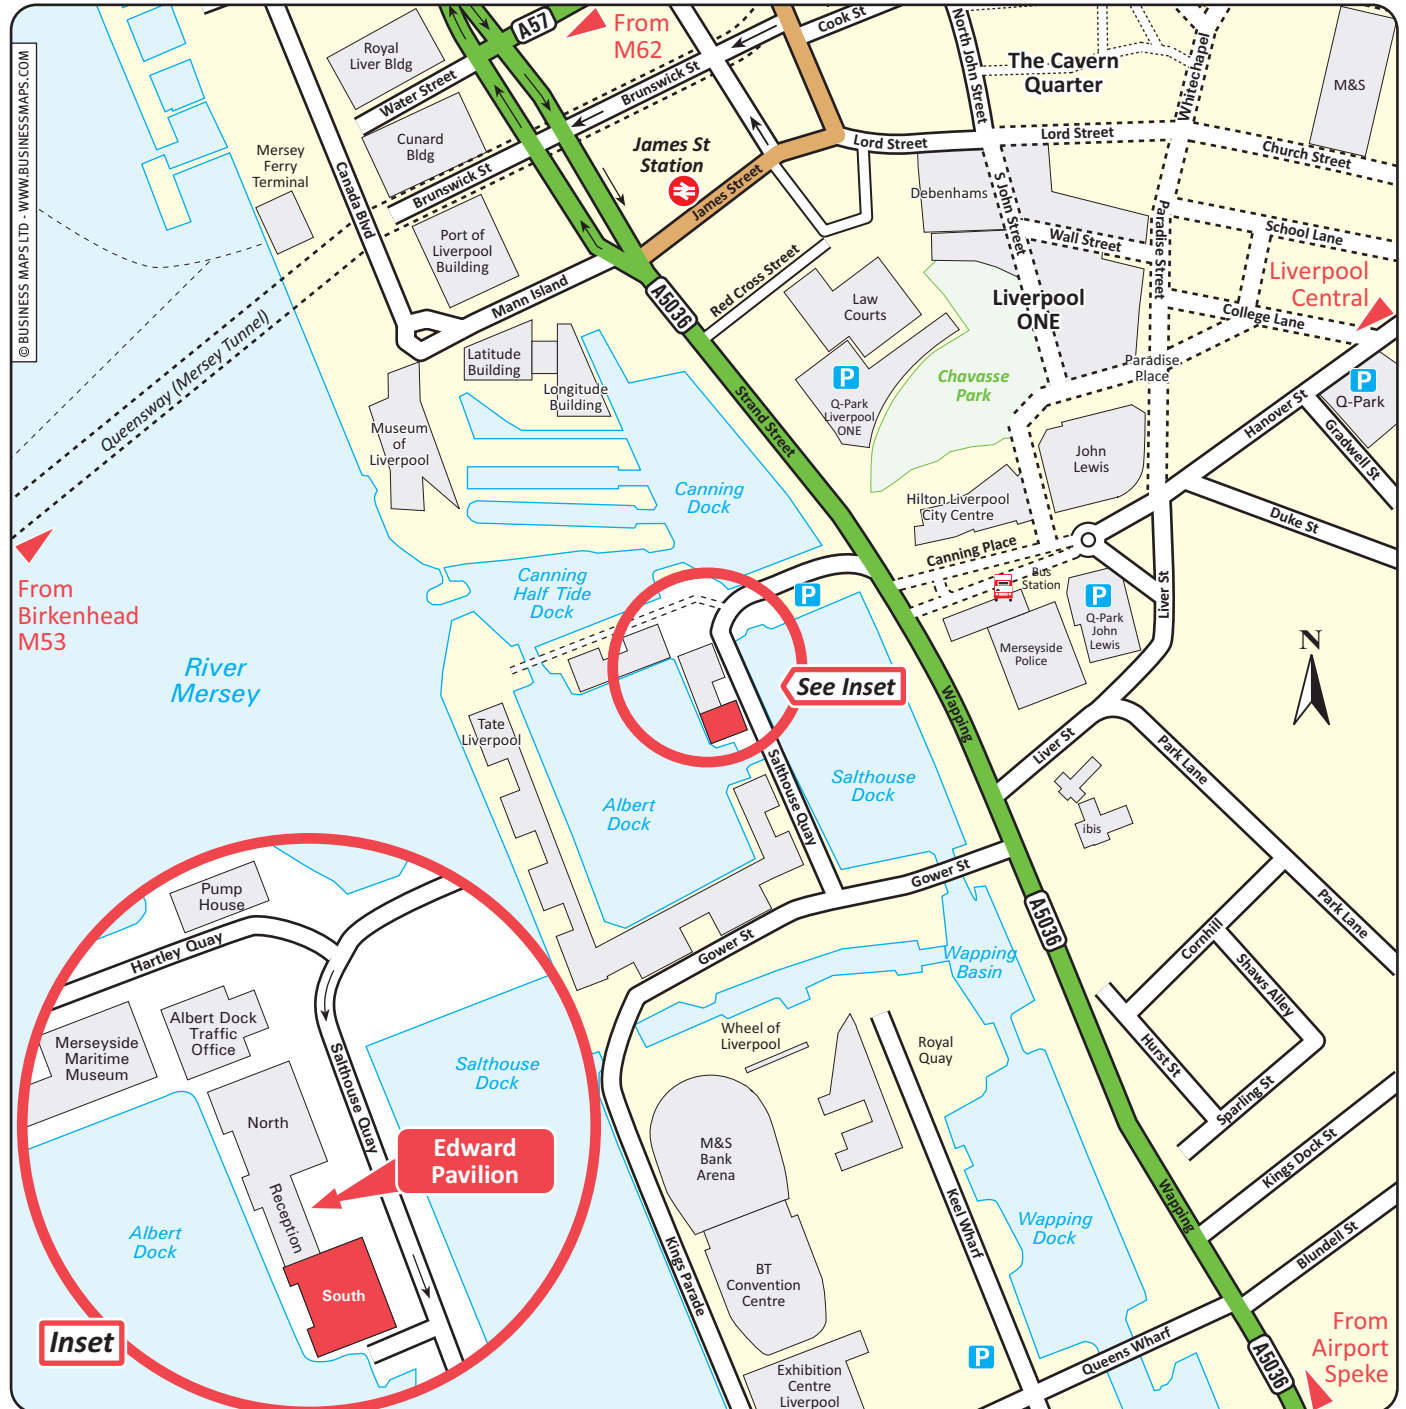 © BUSINESS MAPS LTD - WWW.BUSINESSMAPS.COM
A57
From
M62
Cook St
North John Street
The Cavern
Quarter
Whitechapel
M&S
Royal
Liver Bldg
Water Street
Brunswick St
Cunard
Bldg
Brunswick St
James St
Station
James Street
Lord Street
Lord Street
Church Street
Mersey
Ferry
Terminal
Canada Blvd
Port of
Liverpool
Building
Debenhams
S John Street
Wall Street
Paradise Street
School Lane
Liverpool
Central
College Lane
Mann Island
A5036
Red Cross Street
Law
Courts
Liverpool
ONE
Queensway (Mersey Tunnel)
Latitude
Building
Longitude
Building
Museum
of
Liverpool
Strand Street
P
Q-Park
Liverpool
ONE
Chavasse
Park
Paradise
Place
P
Q-Park
Hanover St
Gradwell St
John
Lewis
Canning
Dock
Hilton Liverpool
City Centre
Duke St
Canning Place
Bus
Station
From
Birkenhead
M53
Canning
Half Tide
Dock
P
P
Q-Park
John
Lewis
Liver St
Merseyside
Police
N
River
Mersey
See Inset
Wapping
Tate
Liverpool
Liver St
Park Lane
Salthouse Quay
Salthouse
Dock
Albert
Dock
ibis
Gower St
Park Lane
A5036
Gower St
Cornhill
Shaws Alley
Wapping
Basin
Hurst St
Sparling St
Wheel of
Liverpool
Royal
Quay
Pump
House
Hartley Quay
Albert Dock
Traffic
Office
Merseyside
Maritime
Museum
Salthouse Quay
Salthouse
Dock
North
Edward
Pavilion
Reception
Albert
Dock
South
Inset
M&S
Bank
Arena
Keel Wharf
Wapping
Dock
Wapping
Kings Dock St
Blundell St
Kings Parade
BT
Convention
Centre
P
Queens Wharf
Exhibition
Centre
Liverpool
A5036
From
Airport
Speke